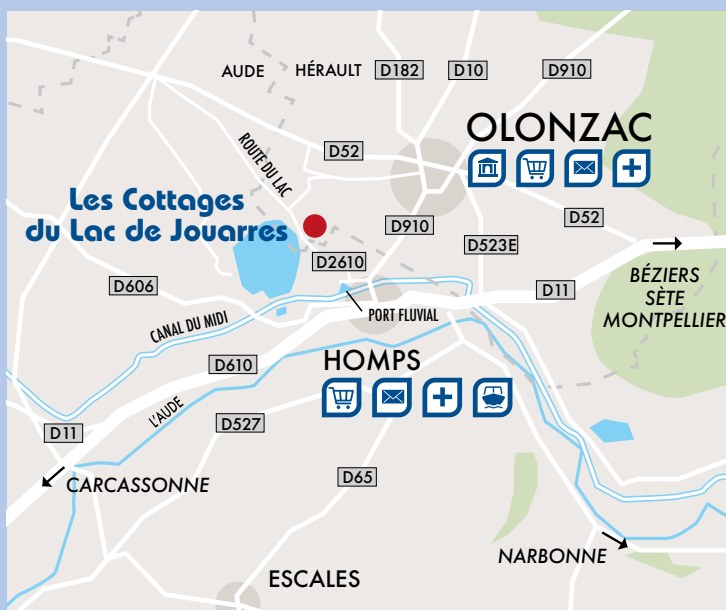 AUDE
HÉRAULT
D182
D10
D910
OLONZAC
ROUTE DU LAC
D52
Les Cottages
du Lac de Jouarres
D910
D52
D523E
D2610
D606
D11
BÉZIERS
SÈTE
MONTPELLIER
CANAL DU MIDI
PORT FLUVIAL
D610
HOMPS
L'AUDE
D527
D11
CARCASSONNE
D65
NARBONNE
ESCALES